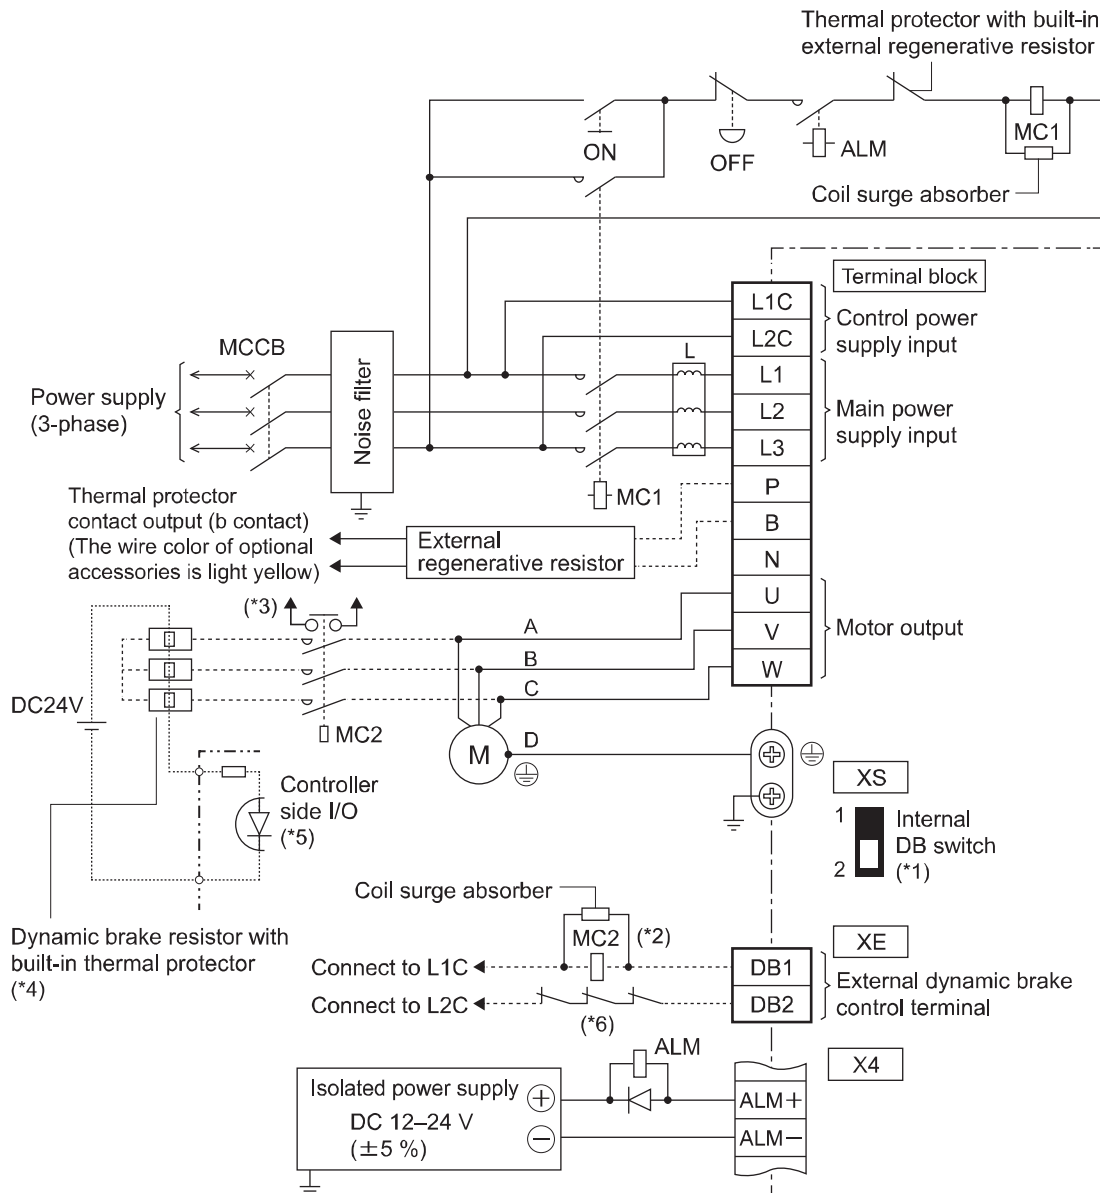 Thermal protector with built-in
external regenerative resistor
ON
OFF
ALM
MC1
Coil surge absorber
Terminal block
L1C
L2C
Control power
supply input
MCCB
Power supply
(3-phase)
Noise filter
L
L1
L2
L3
Main power
supply input
MC1
P
B
N
Thermal protector
contact output (b contact)
(The wire color of optional
accessories is light yellow)
External
regenerative resistor
U
V
W
Motor output
(*3)
A
B
C
D
DC24V
MC2
M
Controller
side I/O
(*5)
XS
1
2
Internal
DB switch
(*1)
Dynamic brake resistor with
built-in thermal protector
(*4)
Coil surge absorber
MC2
(*2)
Connect to L1C
Connect to L2C
(*6)
XE
DB1
DB2
External dynamic brake
control terminal
X4
ALM
Isolated power supply
DC 12–24 V
(±5 %)
+
−
ALM+
ALM−